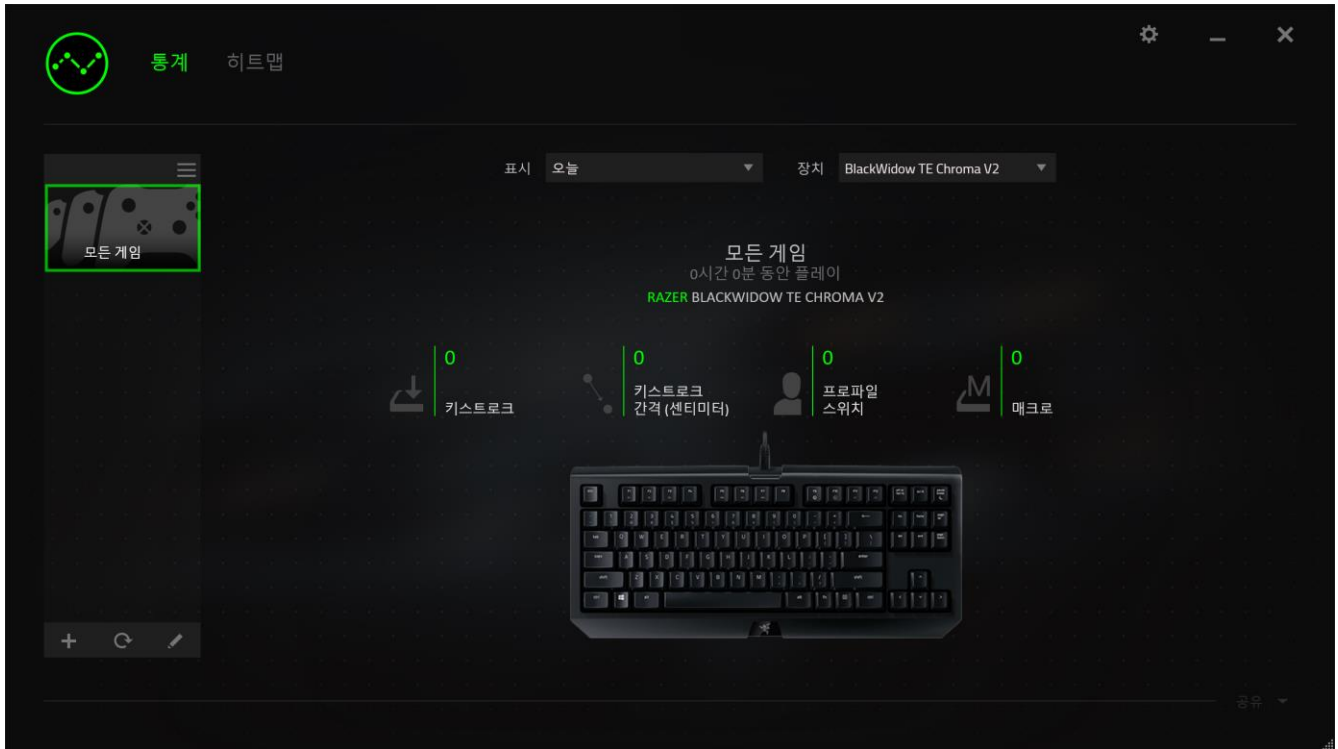 통계 히트맵
표시 오늘 장치 BlackWidow TE Chroma V2
모든 게임
모든 게임
0시간 0분 동안 플레이
RAZER BLACKWIDOW TE CHROMA V2
0
키스트로크
0
키스트로크
간격 (센티미터)
0
프로파일
스위치
M
0
매크로
공유